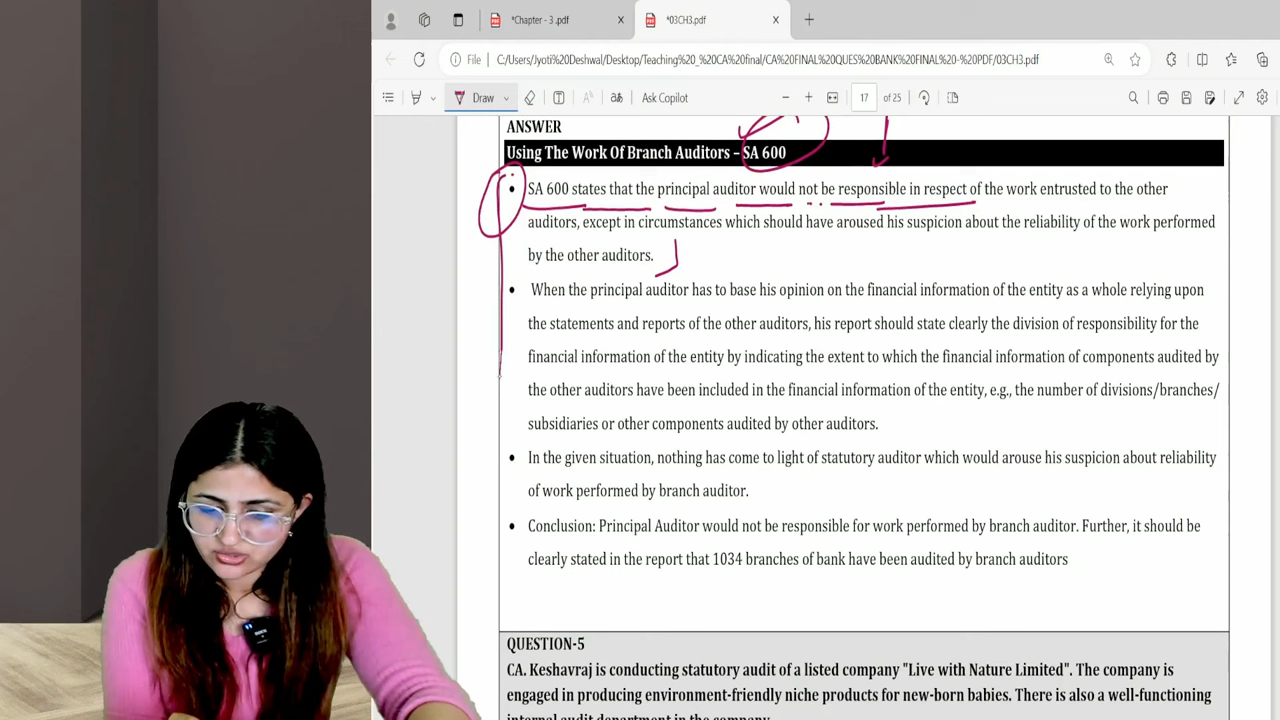 *Chapter - 3 .pdf
*03CH3.pdf
File
C:/Users/Jyoti%20Deshwal/Desktop/Teaching%20_%20CA%20final/CA%20FINAL%20QUES%20BANK%20FINAL%20-%20PDF/03CH3.pdf
Draw
Ask Copilot
17
of 25
ANSWER
Using The Work Of Branch Auditors – SA 600
• SA 600 states that the principal auditor would not be responsible in respect of the work entrusted to the other
auditors, except in circumstances which should have aroused his suspicion about the reliability of the work performed
by the other auditors.
• When the principal auditor has to base his opinion on the financial information of the entity as a whole relying upon
the statements and reports of the other auditors, his report should state clearly the division of responsibility for the
financial information of the entity by indicating the extent to which the financial information of components audited by
the other auditors have been included in the financial information of the entity, e.g., the number of divisions/branches/
subsidiaries or other components audited by other auditors.
• In the given situation, nothing has come to light of statutory auditor which would arouse his suspicion about reliability
of work performed by branch auditor.
• Conclusion: Principal Auditor would not be responsible for work performed by branch auditor. Further, it should be
clearly stated in the report that 1034 branches of bank have been audited by branch auditors
QUESTION-5
CA. Keshavraj is conducting statutory audit of a listed company "Live with Nature Limited". The company is
engaged in producing environment-friendly niche products for new-born babies. There is also a well-functioning
internal audit department in the company.